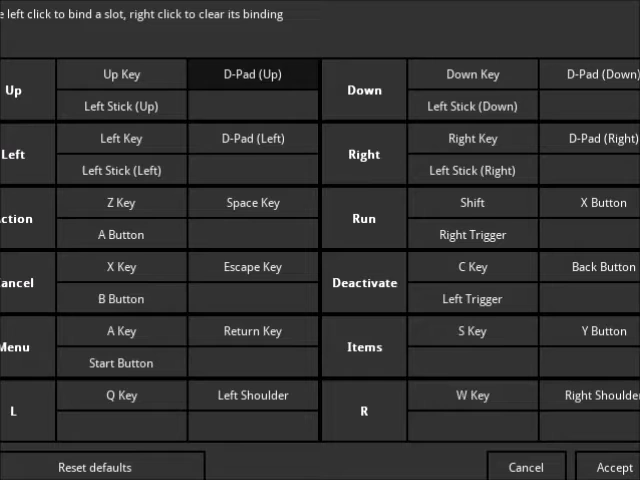 e left click to bind a slot, right click to clear its binding
Up Key D-Pad (Up) Down Key D-Pad (Down)
Up Down
Left Stick (Up) Left Stick (Down)
Left Key D-Pad (Left) Right Key D-Pad (Right)
Left Right
Left Stick (Left) Left Stick (Right)
Z Key Space Key Shift X Button
ction Run
A Button Right Trigger
X Key Escape Key C Key Back Button
ancel Deactivate
B Button Left Trigger
A Key Return Key S Key Y Button
Menu Items
Start Button
Q Key Left Shoulder W Key Right Shoulder
L R
Reset defaults Cancel Accept